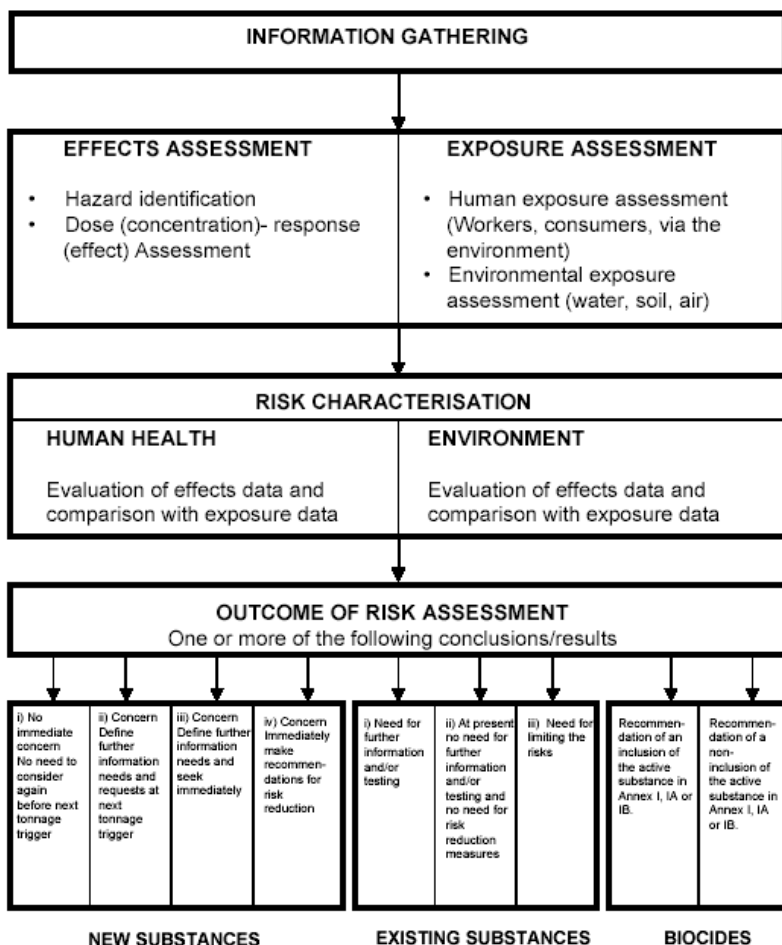 INFORMATION GATHERING
EFFECTS ASSESSMENT
• Hazard identification
• Dose (concentration)- response
(effect) Assessment
EXPOSURE ASSESSMENT
• Human exposure assessment
(Workers, consumers, via the
environment)
• Environmental exposure
assessment (water, soil, air)
RISK CHARACTERISATION
HUMAN HEALTH
Evaluation of effects data and
comparison with exposure data
ENVIRONMENT
Evaluation of effects data and
comparison with exposure data
OUTCOME OF RISK ASSESSMENT
One or more of the following conclusions/results
i) No
immediate
concern
No need to
consider
again
before next
tonnage
trigger
ii) Concern
Define
further
information
needs and
requests at
next
tonnage
trigger
iii) Concern
Define further
information
needs and
seek
immediately
iv) Concern
Immediately
make
recommen-
dations for
risk
reduction
i) Need for
further
information
and/or
testing
ii) At present
no need for
further
information
and/or
testing and
no need for
risk
reduction
measures
iii) Need for
limiting the
risks
Recommen-
dation of an
inclusion of
the active
substance in
Annex I, IA or
IB.
Recommen-
dation of a
non-
inclusion of
the active
substance in
Annex I, IA
or IB.
NEW SUBSTANCES
EXISTING SUBSTANCES
BIOCIDES